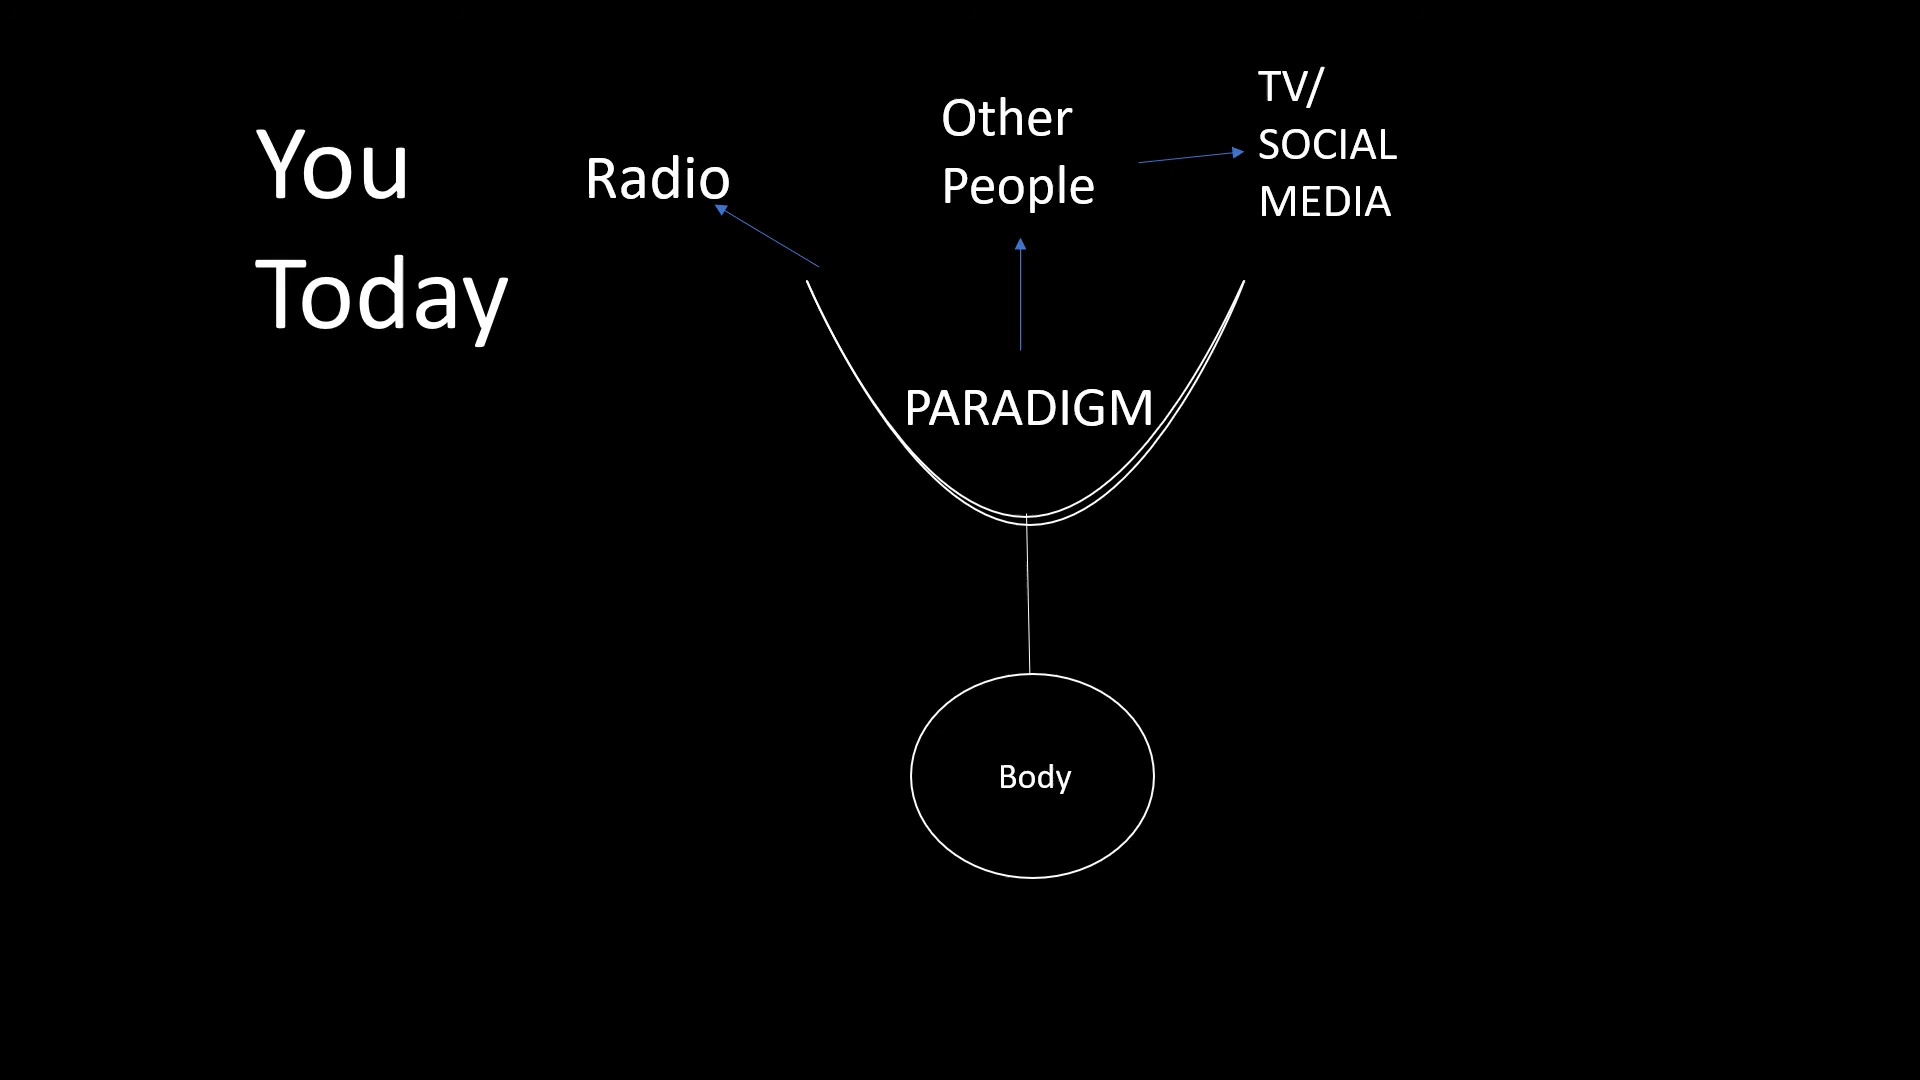 You
Today
Radio
Other
People
TV/
SOCIAL
MEDIA
PARADIGM
Body